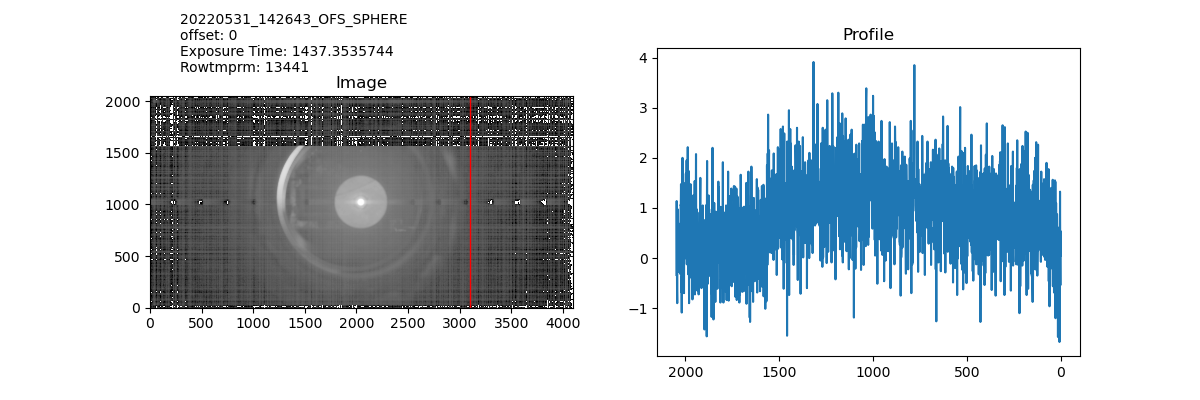 20220531_142643_OFS_SPHERE
offset: 0
Exposure Time: 1437.3535744
Rowtmprm: 13441
Image
2000
1500
1000
500
0
0 500 1000 1500 2000 2500 3000 3500 4000
Profile
4
3
2
1
0
−1
2000 1500 1000 500 0